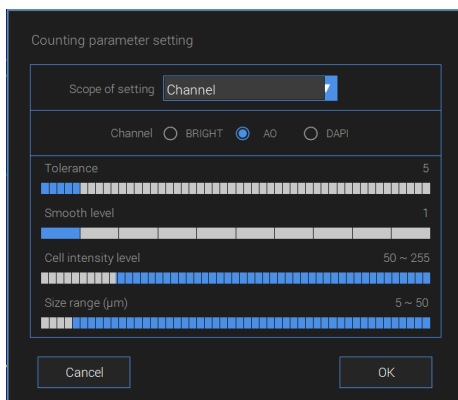 Counting parameter setting
Scope of setting Channel
Channel BRIGHT AO DAPI
Tolerance 5
Smooth level 1
Cell intensity level 50 ~ 255
Size range (μm) 5 ~ 50
Cancel OK